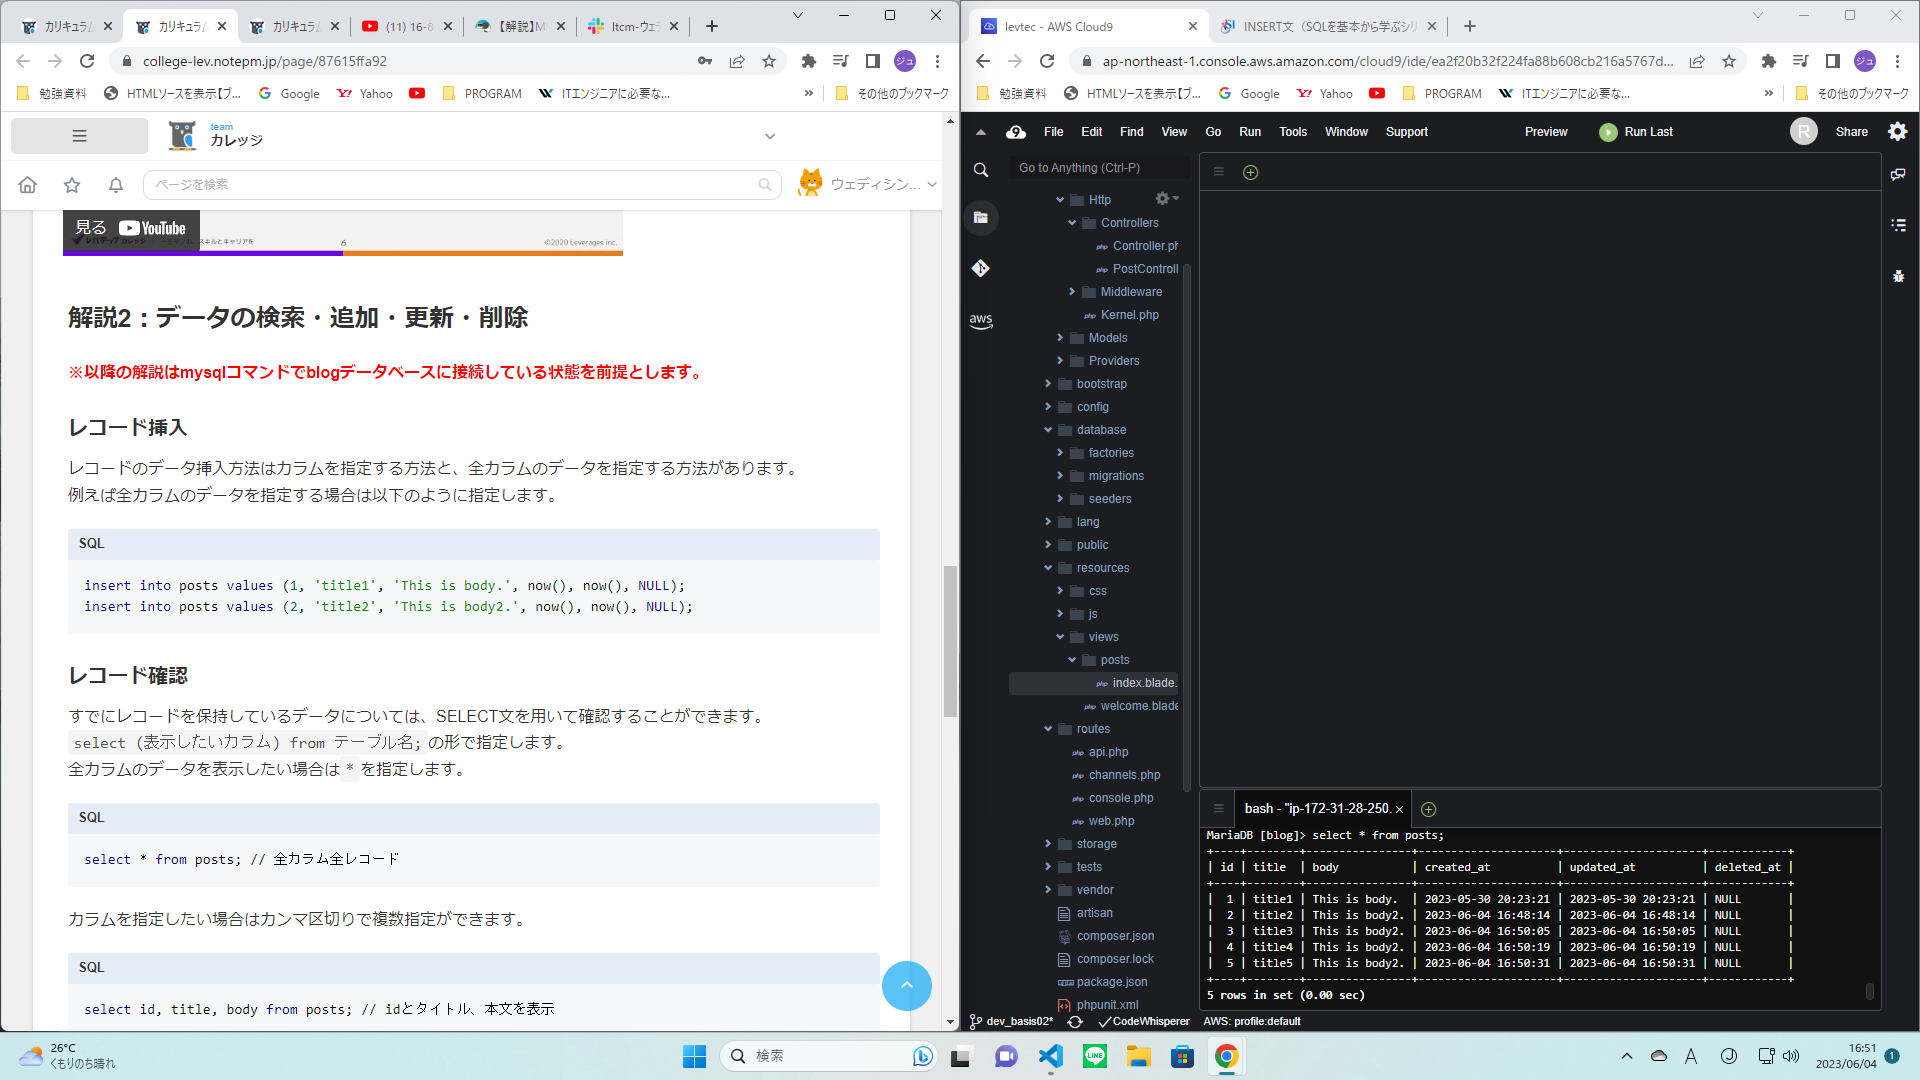 カリキュラム
カリキュラム
カリキュラム
(11) 16-8
【解説】M
ltcm-ウェ
college-lev.notepm.jp/page/87615ffa92
ジュ
勉強資料
HTMLソースを表示【ブ...
Google
Yahoo
PROGRAM
ITエンジニアに必要な...
»
その他のブックマーク
team
カレッジ
ページを検索
ウェディシン...
見る YouTube
6
©2020 Leverages inc.
解説2：データの検索・追加・更新・削除
※以降の解説はmysqlコマンドでblogデータベースに接続している状態を前提とします。
レコード挿入
レコードのデータ挿入方法はカラムを指定する方法と、全カラムのデータを指定する方法があります。
例えば全カラムのデータを指定する場合は以下のように指定します。
SQL
insert into posts values (1, 'title1', 'This is body.', now(), now(), NULL);
insert into posts values (2, 'title2', 'This is body2.', now(), now(), NULL);
レコード確認
すでにレコードを保持しているデータについては、SELECT文を用いて確認することができます。
select (表示したいカラム) from テーブル名; の形で指定します。
全カラムのデータを表示したい場合は * を指定します。
SQL
select * from posts; // 全カラム全レコード
カラムを指定したい場合はカンマ区切りで複数指定ができます。
SQL
select id, title, body from posts; // idとタイトル、本文を表示
levtec - AWS Cloud9
INSERT文（SQLを基本から学ぶシリ
ap-northeast-1.console.aws.amazon.com/cloud9/ide/ea2f20b32f224fa88b608cb216a5767d...
ジュ
勉強資料
HTMLソースを表示【ブ...
Google
Yahoo
PROGRAM
ITエンジニアに必要な...
»
その他のブックマーク
9 File Edit Find View Go Run Tools Window Support
Preview
Run Last
R
Share
Go to Anything (Ctrl-P)
aws
Http
Controllers
php Controller.ph
php PostControll
Middleware
php Kernel.php
Models
Providers
bootstrap
config
database
factories
migrations
seeders
lang
public
resources
css
js
views
posts
php index.blade.
php welcome.blade
routes
php api.php
php channels.php
php console.php
php web.php
storage
tests
vendor
artisan
composer.json
composer.lock
package.json
phpunit.xml
bash - "ip-172-31-28-250.
MariaDB [blog]> select * from posts;
+----+--------+---------------+---------------------+---------------------+------------+
| id | title  | body          | created_at          | updated_at          | deleted_at |
+----+--------+---------------+---------------------+---------------------+------------+
|  1 | title1 | This is body.  | 2023-05-30 20:23:21 | 2023-05-30 20:23:21 | NULL       |
|  2 | title2 | This is body2. | 2023-06-04 16:48:14 | 2023-06-04 16:48:14 | NULL       |
|  3 | title3 | This is body2. | 2023-06-04 16:50:05 | 2023-06-04 16:50:05 | NULL       |
|  4 | title4 | This is body2. | 2023-06-04 16:50:19 | 2023-06-04 16:50:19 | NULL       |
|  5 | title5 | This is body2. | 2023-06-04 16:50:31 | 2023-06-04 16:50:31 | NULL       |
+----+--------+---------------+---------------------+---------------------+------------+
5 rows in set (0.00 sec)
dev_basis02*
CodeWhisperer
AWS: profile:default
26°C
くもりのち晴れ
検索
LINE
A
16:51
2023/06/04
1